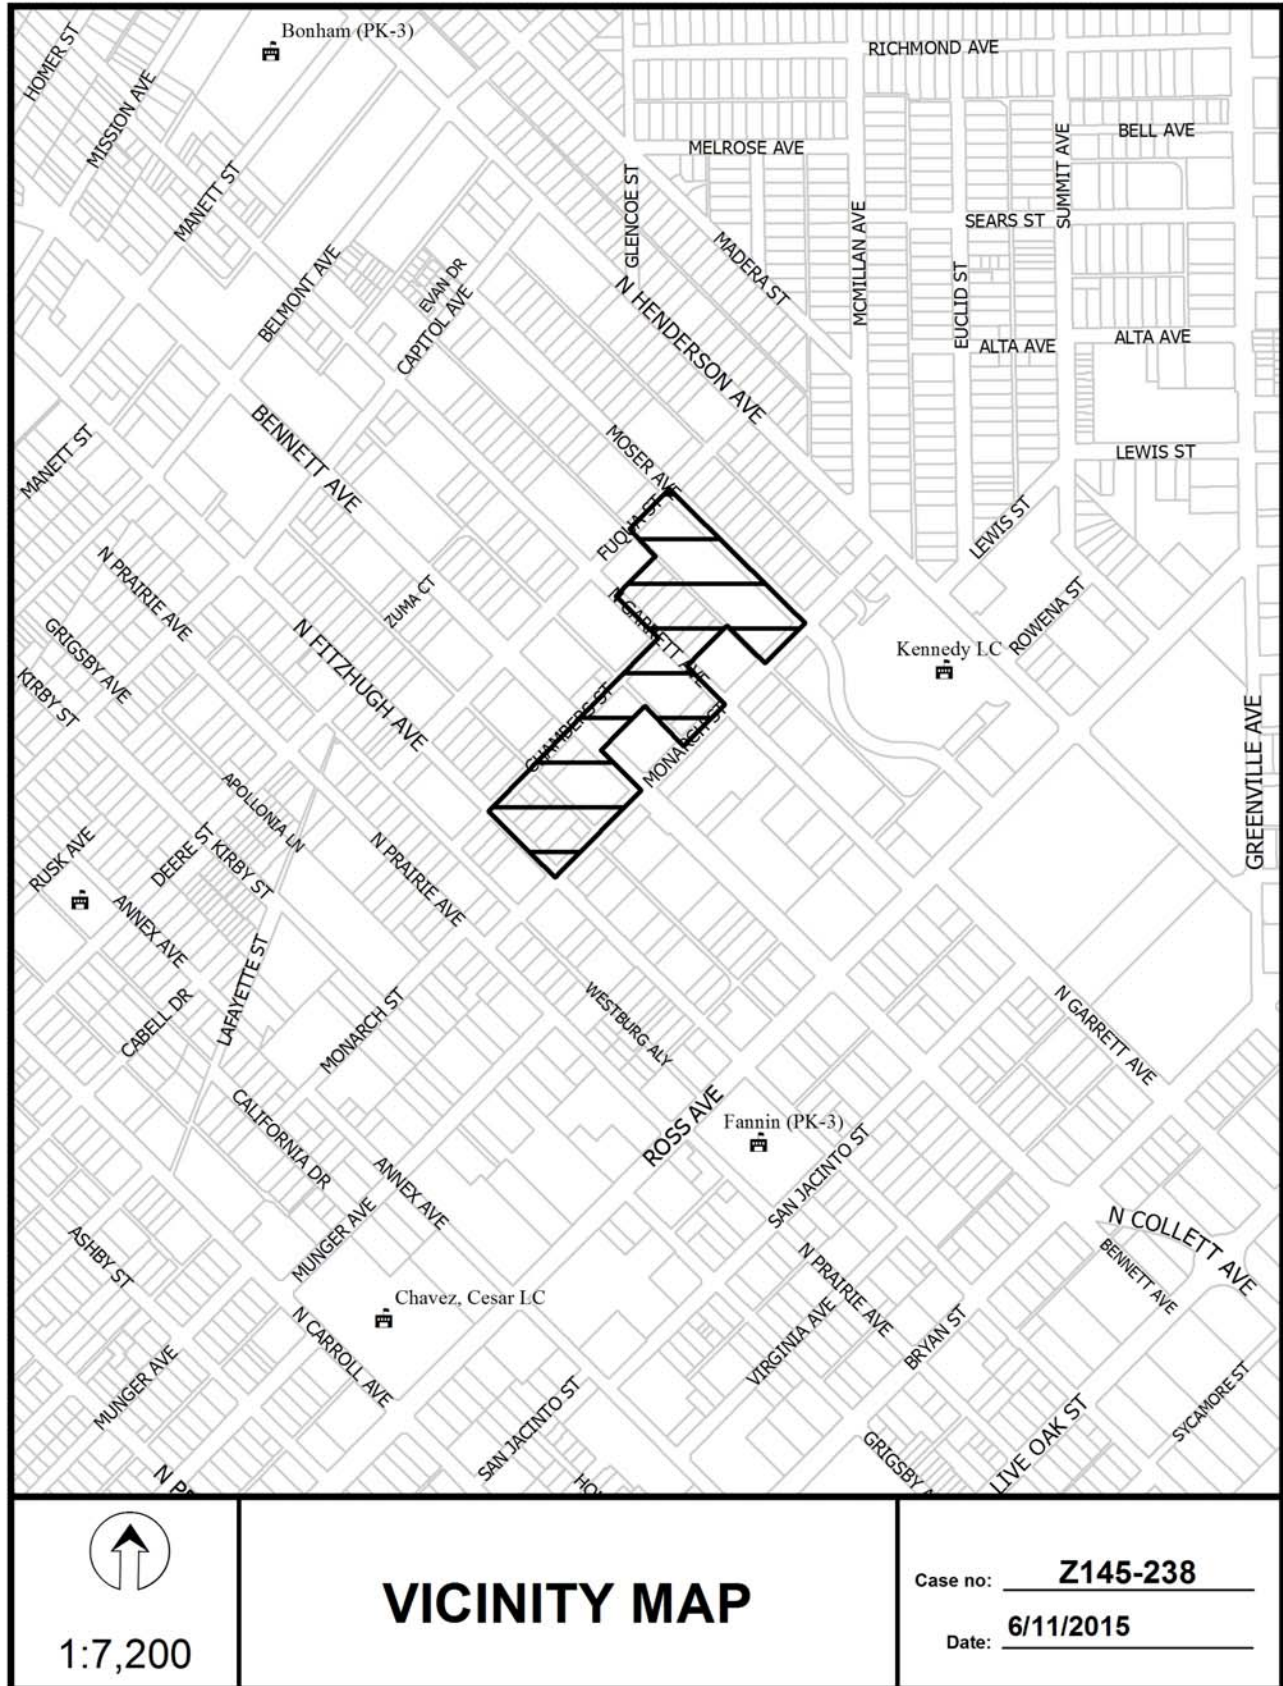 Bonham (PK-3)
HOMER ST
MISSION AVE
MANETT ST
RICHMOND AVE
BELL AVE
MELROSE AVE
GLENCOE ST
SUMMIT AVE
SEARS ST
MCMILLAN AVE
MADERA ST
EUCLID ST
BELMONT AVE
EVAN DR
CAPITOL AVE
N HENDERSON AVE
ALTA AVE
ALTA AVE
BENNETT AVE
MANETT ST
MOSER AVE
LEWIS ST
FUQUA ST
LEWIS ST
N PRAIRIE AVE
ZUMA CT
N GARRETT AVE
ROWENA ST
GRIGSBY AVE
N FITZHUGH AVE
Kennedy LC
KIRBY ST
CHAMBERS ST
MONARCH ST
GREENVILLE AVE
APOLLONIA LN
RUSK AVE
DEERE ST
KIRBY ST
N PRAIRIE AVE
ANNEX AVE
LAFAYETTE ST
CABELL DR
MONARCH ST
WESTBURG ALY
N GARRETT AVE
CALIFORNIA DR
ROSS AVE
Fannin (PK-3)
SAN JACINTO ST
ANNEX AVE
MUNGER AVE
ASHBY ST
N COLLETT AVE
BENNETT AVE
N PRAIRIE AVE
Chavez, Cesar LC
N CARROLL AVE
VIRGINIA AVE
BRYAN ST
MUNGER AVE
SAN JACINTO ST
SYCAMORE ST
LIVE OAK ST
GRIGSBY A
VICINITY MAP
1:7,200
Case no: Z145-238
Date: 6/11/2015